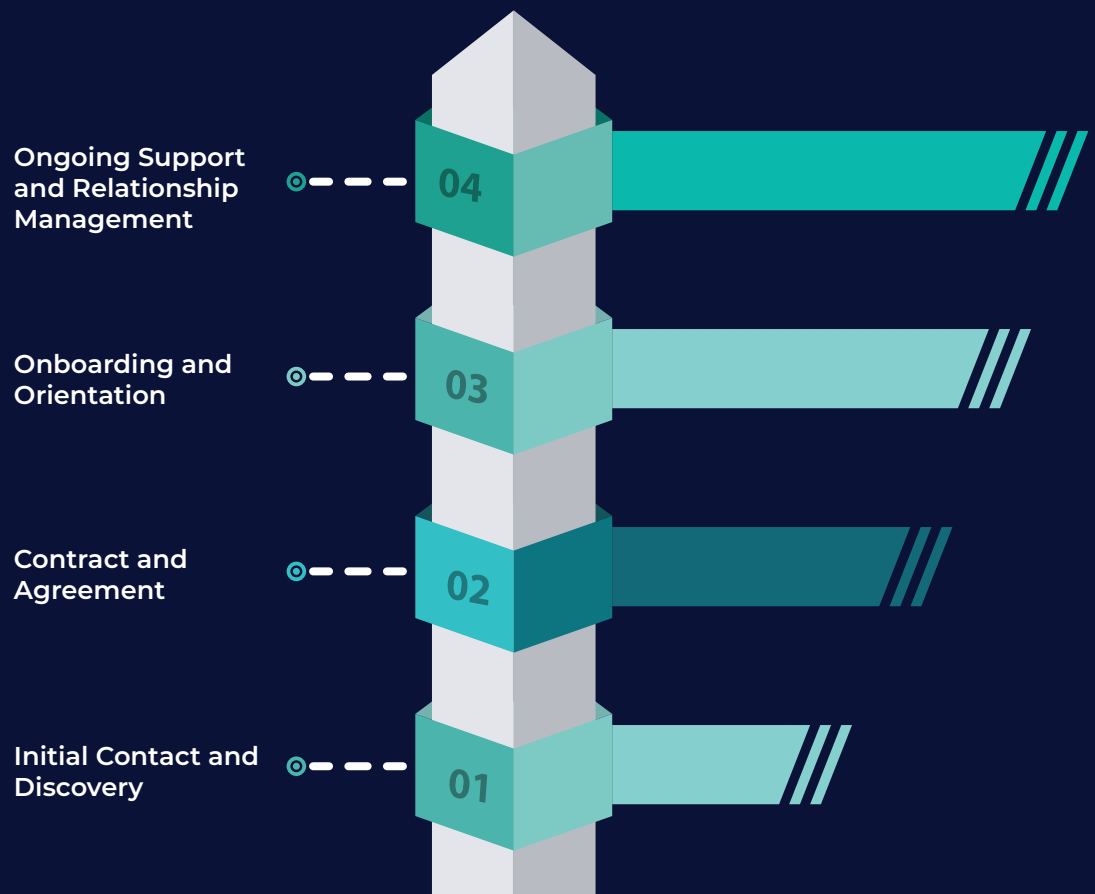 Ongoing Support
and Relationship
Management
04
Onboarding and
Orientation
03
Contract and
Agreement
02
Initial Contact and
Discovery
01